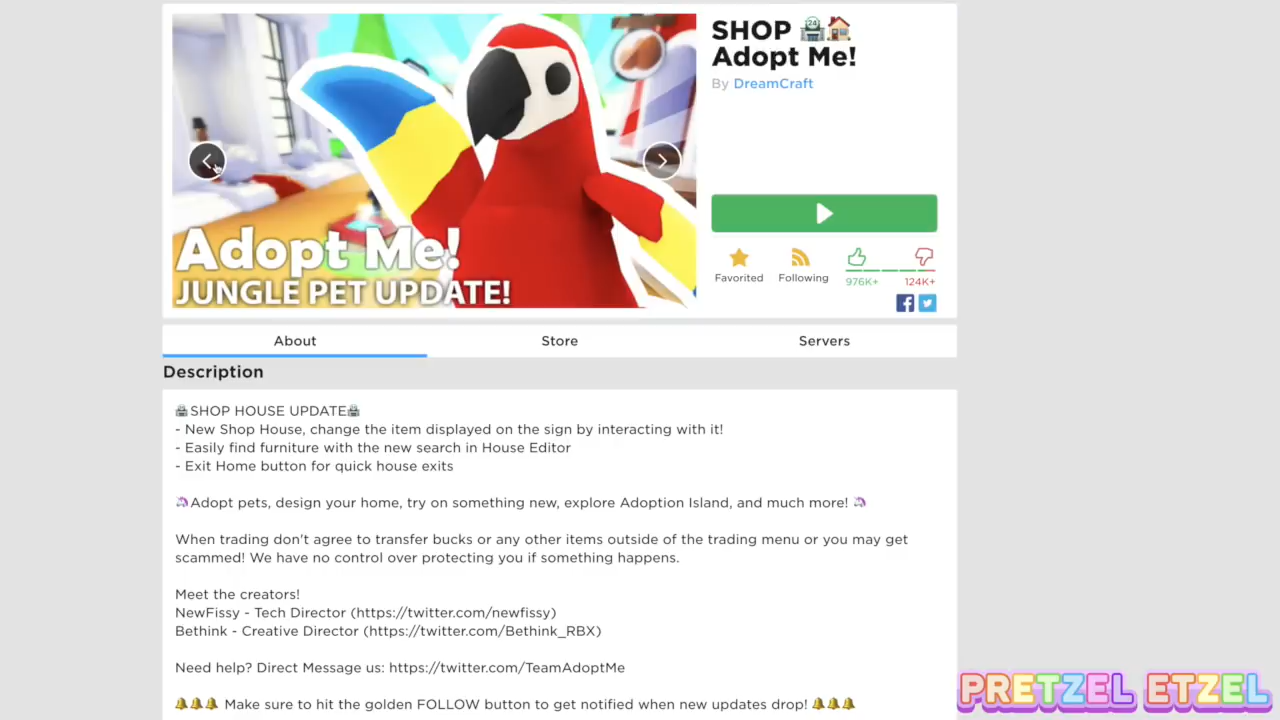 SHOP
Adopt Me!
By DreamCraft
Adopt Me!
JUNGLE PET UPDATE!
Favorited
Following
976K+
124K+
About
Store
Servers
Description
SHOP HOUSE UPDATE
- New Shop House, change the item displayed on the sign by interacting with it!
- Easily find furniture with the new search in House Editor
- Exit Home button for quick house exits
Adopt pets, design your home, try on something new, explore Adoption Island, and much more!
When trading don't agree to transfer bucks or any other items outside of the trading menu or you may get
scammed! We have no control over protecting you if something happens.
Meet the creators!
NewFissy - Tech Director (https://twitter.com/newfissy)
Bethink - Creative Director (https://twitter.com/Bethink_RBX)
Need help? Direct Message us: https://twitter.com/TeamAdoptMe
Make sure to hit the golden FOLLOW button to get notified when new updates drop!
PRETZEL ETZEL